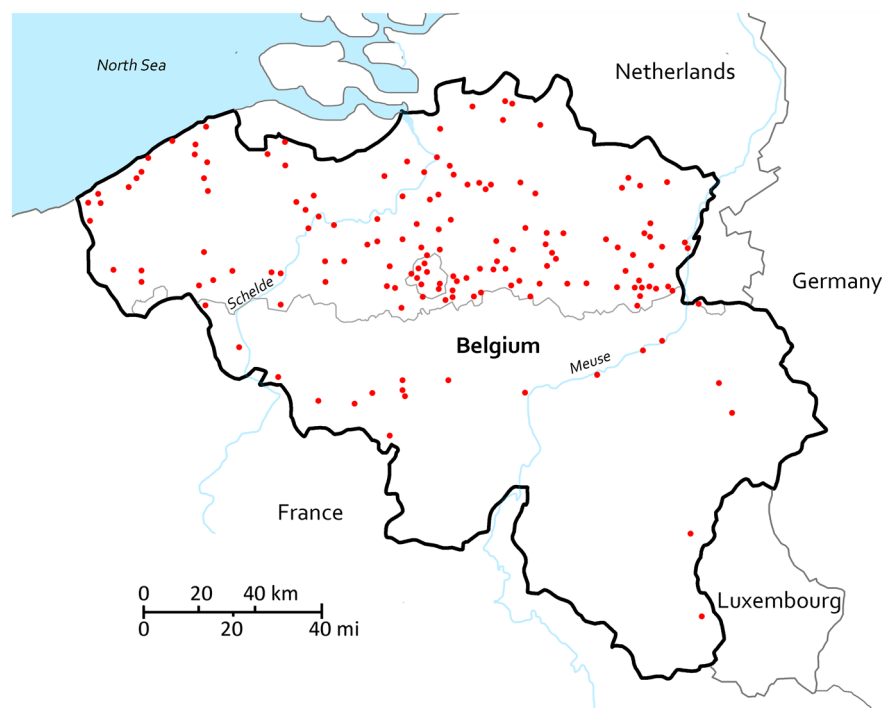 North Sea
Netherlands
Germany
Schelde
Belgium
Meuse
France
0 20 40 km
0 20 40 mi
Luxembourg